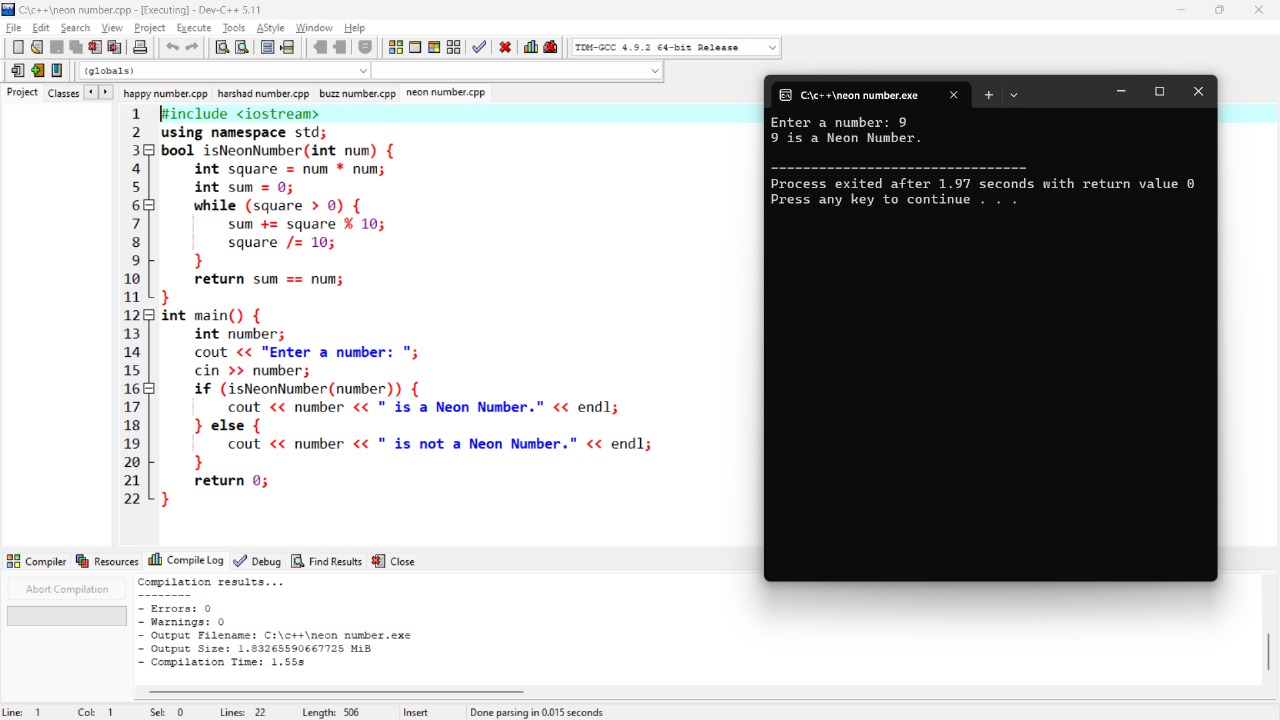 C:\c++\neon number.cpp - [Executing] - Dev-C++ 5.11
File Edit Search View Project Execute Tools AStyle Window Help
TDM-GCC 4.9.2 64-bit Release
(globals)
Project Classes happy number.cpp harshad number.cpp buzz number.cpp neon number.cpp
1 #include <iostream>
2 using namespace std;
3 bool isNeonNumber(int num) {
4 int square = num * num;
5 int sum = 0;
6 while (square > 0) {
7 sum += square % 10;
8 square /= 10;
9 }
10 return sum == num;
11 }
12 int main() {
13 int number;
14 cout << "Enter a number: ";
15 cin >> number;
16 if (isNeonNumber(number)) {
17 cout << number << " is a Neon Number." << endl;
18 } else {
19 cout << number << " is not a Neon Number." << endl;
20 }
21 return 0;
22 }
C:\c++\neon number.exe
Enter a number: 9
9 is a Neon Number.
--------------------------------
Process exited after 1.97 seconds with return value 0
Press any key to continue . . .
Compiler Resources Compile Log Debug Find Results Close
Abort Compilation
Compilation results...
--------
- Errors: 0
- Warnings: 0
- Output Filename: C:\c++\neon number.exe
- Output Size: 1.83265590667725 MiB
- Compilation Time: 1.55s
Line: 1 Col: 1 Sel: 0 Lines: 22 Length: 506 Insert Done parsing in 0.015 seconds